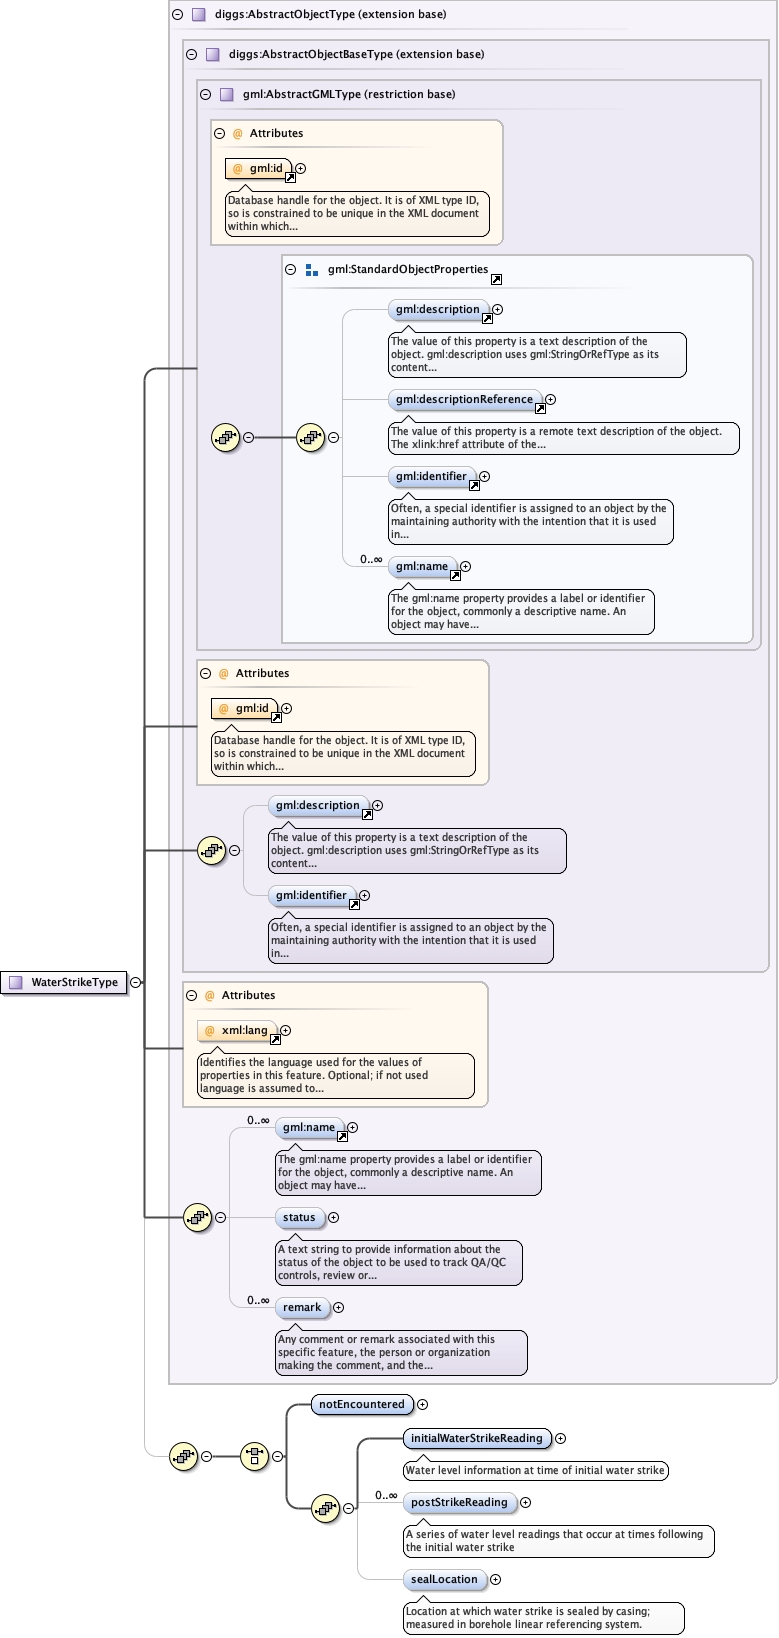 diggs:AbstractObjectType (extension base)
diggs:AbstractObjectBaseType (extension base)
gml:AbstractGMLType (restriction base)
@ Attributes
@ gml:id
Database handle for the object. It is of XML type ID,
so is constrained to be unique in the XML document
within which...
gml:StandardObjectProperties
gml:description
The value of this property is a text description of the
object. gml:description uses gml:StringOrRefType as its
content...
gml:descriptionReference
The value of this property is a remote text description of the object.
The xlink:href attribute of the...
gml:identifier
Often, a special identifier is assigned to an object by the
maintaining authority with the intention that it is used
in...
0..∞
gml:name
The gml:name property provides a label or identifier
for the object, commonly a descriptive name. An
object may have...
@ Attributes
@ gml:id
Database handle for the object. It is of XML type ID,
so is constrained to be unique in the XML document
within which...
gml:description
The value of this property is a text description of the
object. gml:description uses gml:StringOrRefType as its
content...
gml:identifier
Often, a special identifier is assigned to an object by the
maintaining authority with the intention that it is used
in...
WaterStrikeType
@ Attributes
@ xml:lang
Identifies the language used for the values of
properties in this feature. Optional; if not used
language is assumed to...
0..∞
gml:name
The gml:name property provides a label or identifier
for the object, commonly a descriptive name. An
object may have...
status
A text string to provide information about the
status of the object to be used to track QA/QC
controls, review or...
0..∞
remark
Any comment or remark associated with this
specific feature, the person or organization
making the comment, and the...
notEncountered
initialWaterStrikeReading
Water level information at time of initial water strike
0..∞
postStrikeReading
A series of water level readings that occur at times following
the initial water strike
sealLocation
Location at which water strike is sealed by casing;
measured in borehole linear referencing system.